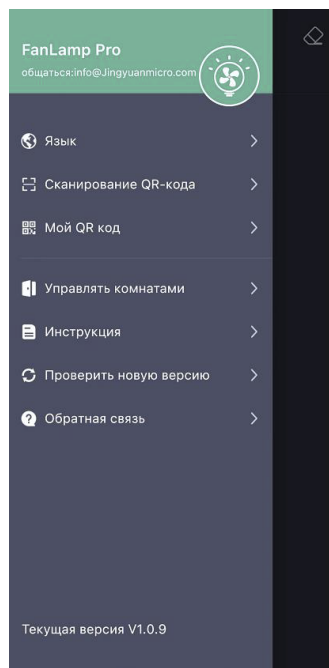 FanLamp Pro
общаться:info@Jingyuanmicro.com
Язык
Сканирование QR-кода
Мой QR код
Управлять комнатами
Инструкция
Проверить новую версию
Обратная связь
Текущая версия V1.0.9